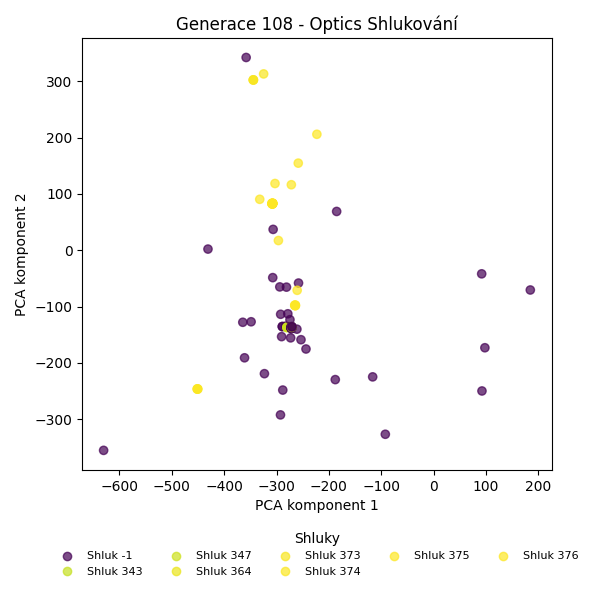 Generace 108 - Optics Shlukování
PCA komponent 2
300
200
100
0
−100
−200
−300
−600 −500 −400 −300 −200 −100 0 100 200
PCA komponent 1
Shluky
Shluk -1 Shluk 347 Shluk 373 Shluk 375 Shluk 376
Shluk 343 Shluk 364 Shluk 374